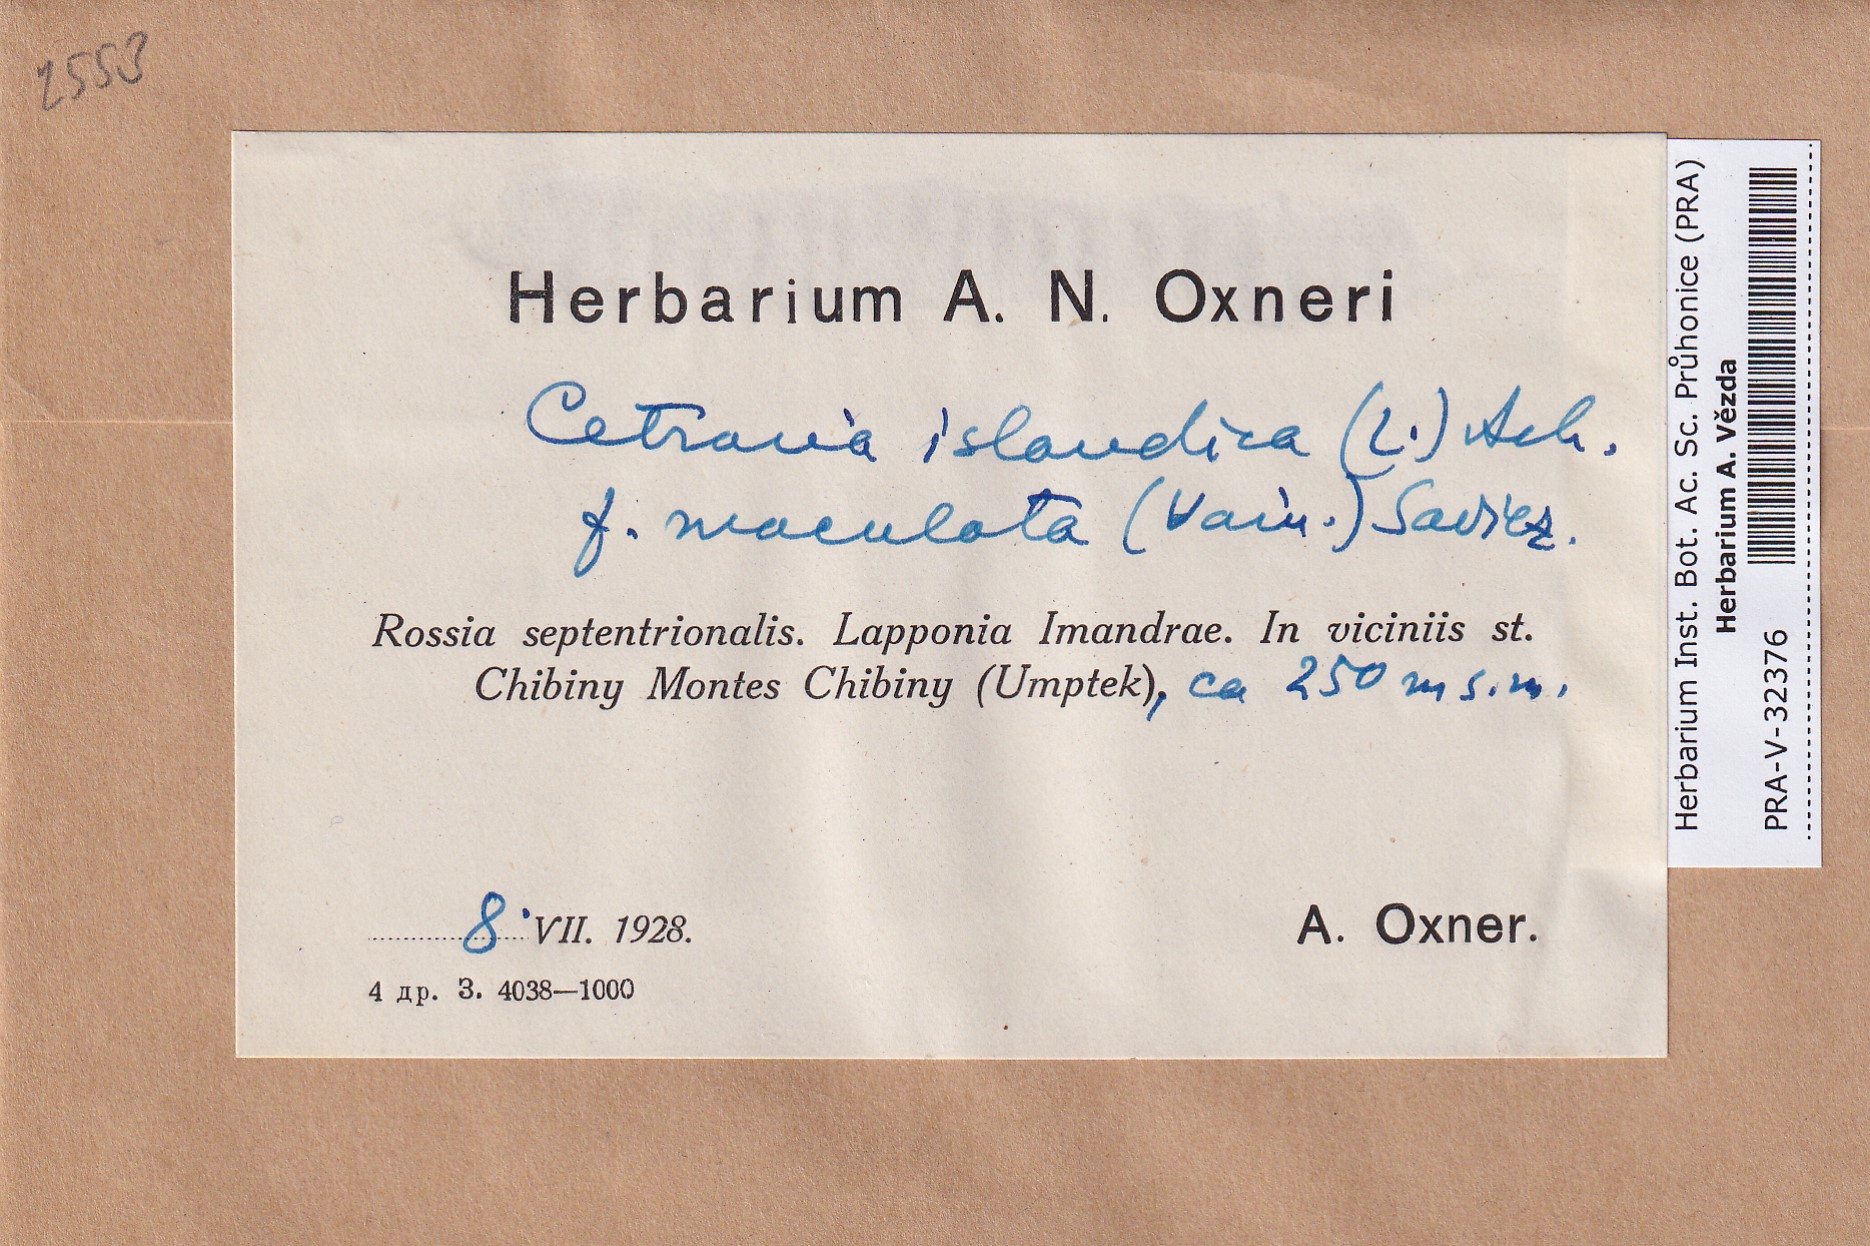 2553
Herbarium A. N. Oxneri
Cetraria islandica (L.) Ach.
f. maculata (Vain.) Savicz.
Rossia septentrionalis. Lapponia Imandrae. In viciniis st.
Chibiny Montes Chibiny (Umptek), ca 250 m s.m.
8. VII. 1928.
A. Oxner.
4 др. З. 4038—1000
Herbarium Inst. Bot. Ac. Sc. Průhonice (PRA)
Herbarium A. Vězda
PRA-V-32376